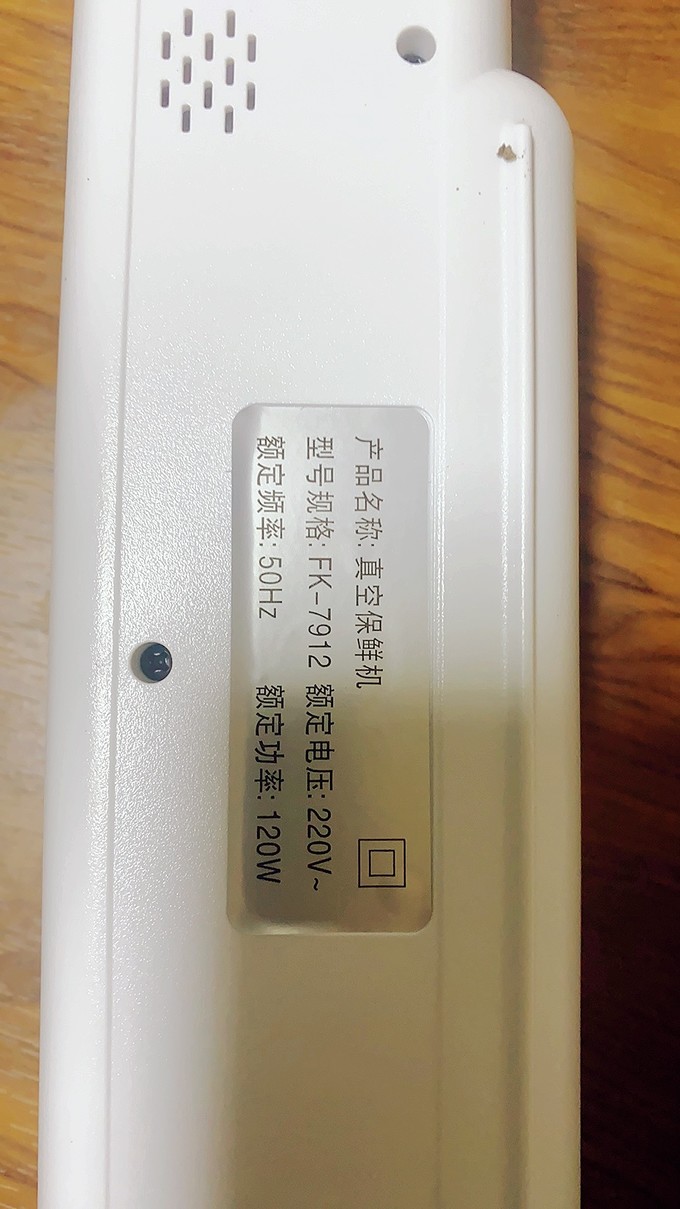 产品名称: 真空保鲜机
型号规格: FK-7912 额定电压: 220V~
额定频率: 50Hz 额定功率: 120W